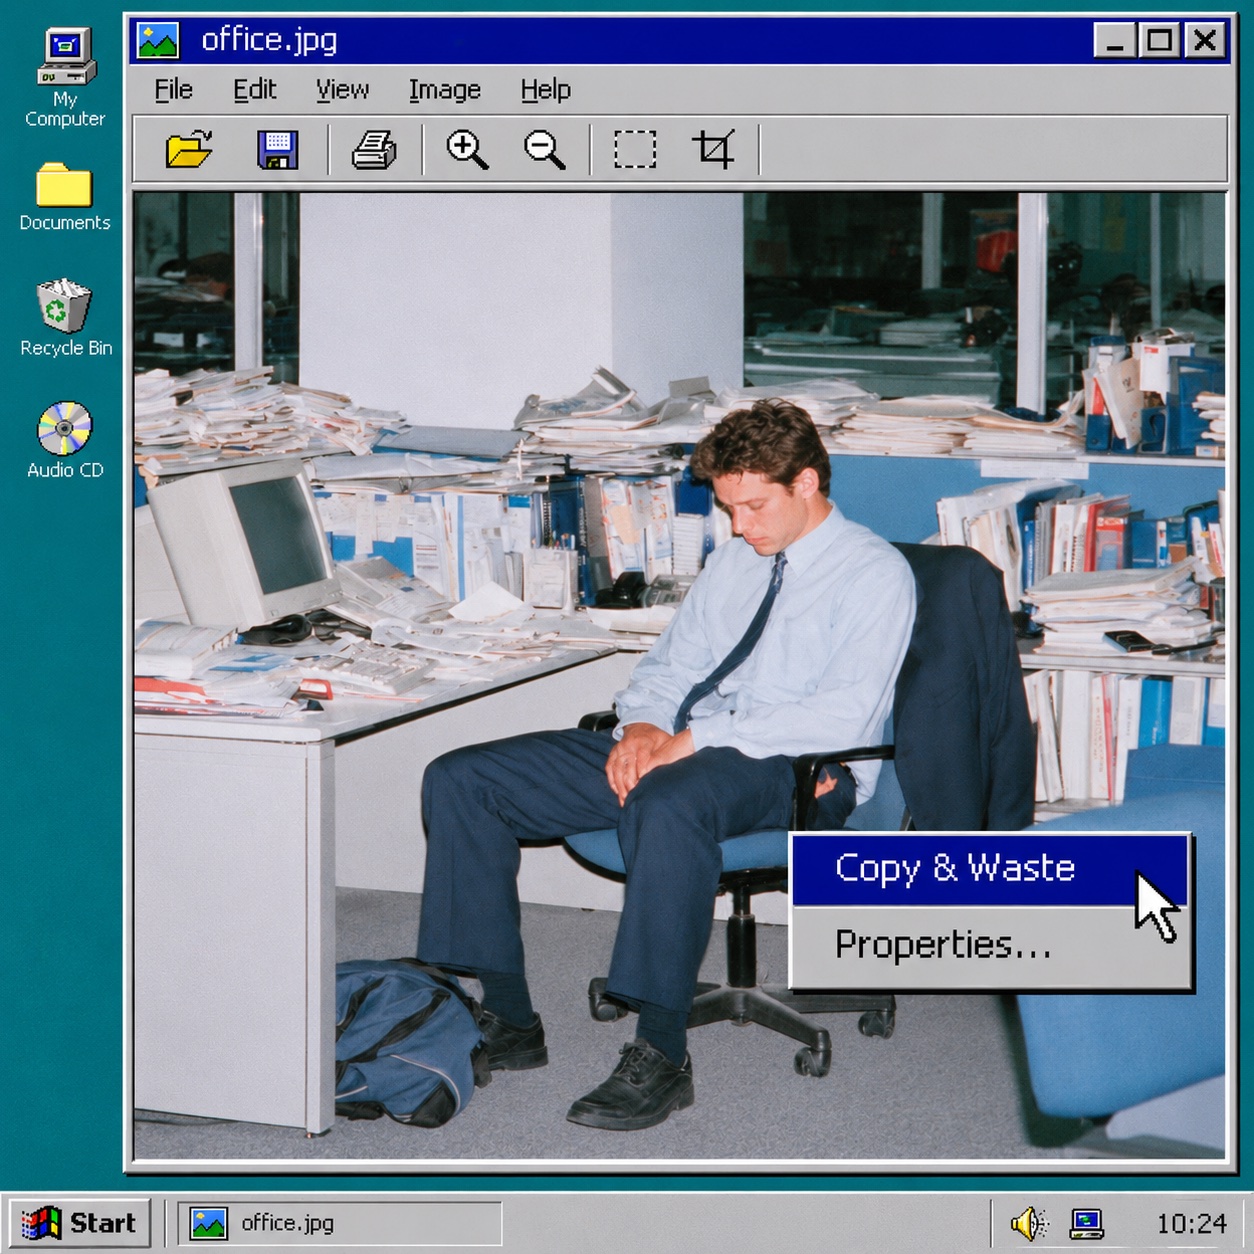 office.jpg
File Edit View Image Help
My
Computer
Documents
Recycle Bin
Audio CD
Copy & Waste
Properties...
Start
office.jpg
10:24